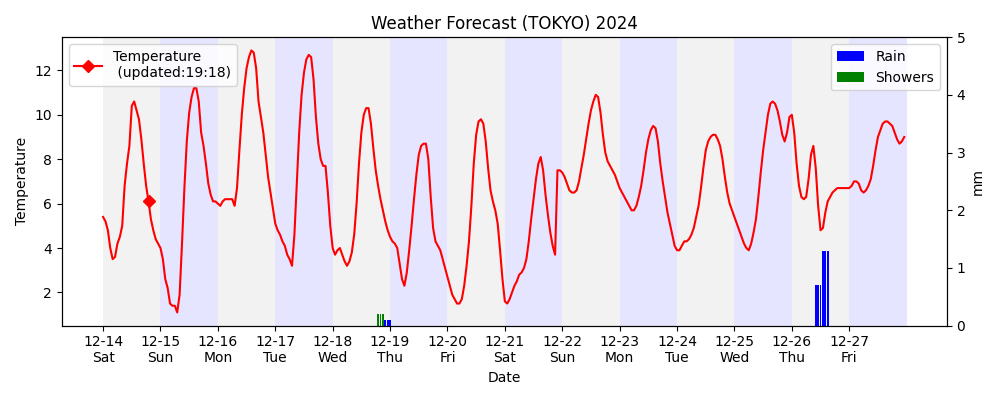 Weather Forecast (TOKYO) 2024
Temperature
(updated:19:18)
Rain
Showers
Temperature
12
10
8
6
4
2
5
4
3
2
1
0
mm
12-14 12-15 12-16 12-17 12-18 12-19 12-20 12-21 12-22 12-23 12-24 12-25 12-26 12-27
Sat Sun Mon Tue Wed Thu Fri Sat Sun Mon Tue Wed Thu Fri
Date